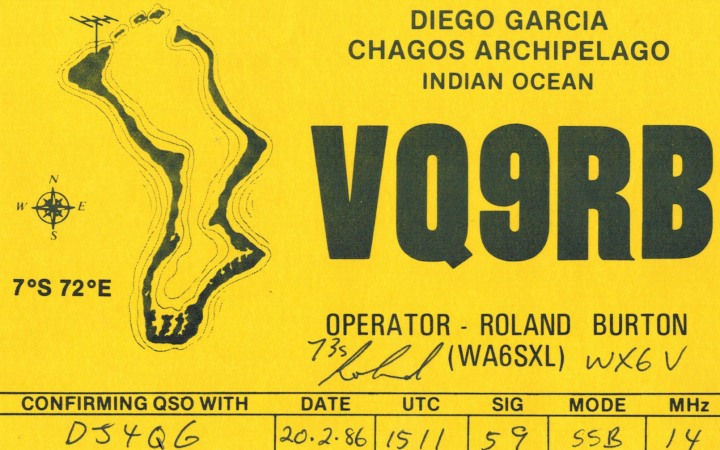 DIEGO GARCIA
CHAGOS ARCHIPELAGO
INDIAN OCEAN
VQ9RB
N
W E
S
7°S 72°E
OPERATOR - ROLAND BURTON
73s Roland (WA6SXL) WX6V
CONFIRMING QSO WITH DATE UTC SIG MODE MHz
DJ4QG 20.2.86 1511 59 SSB 14